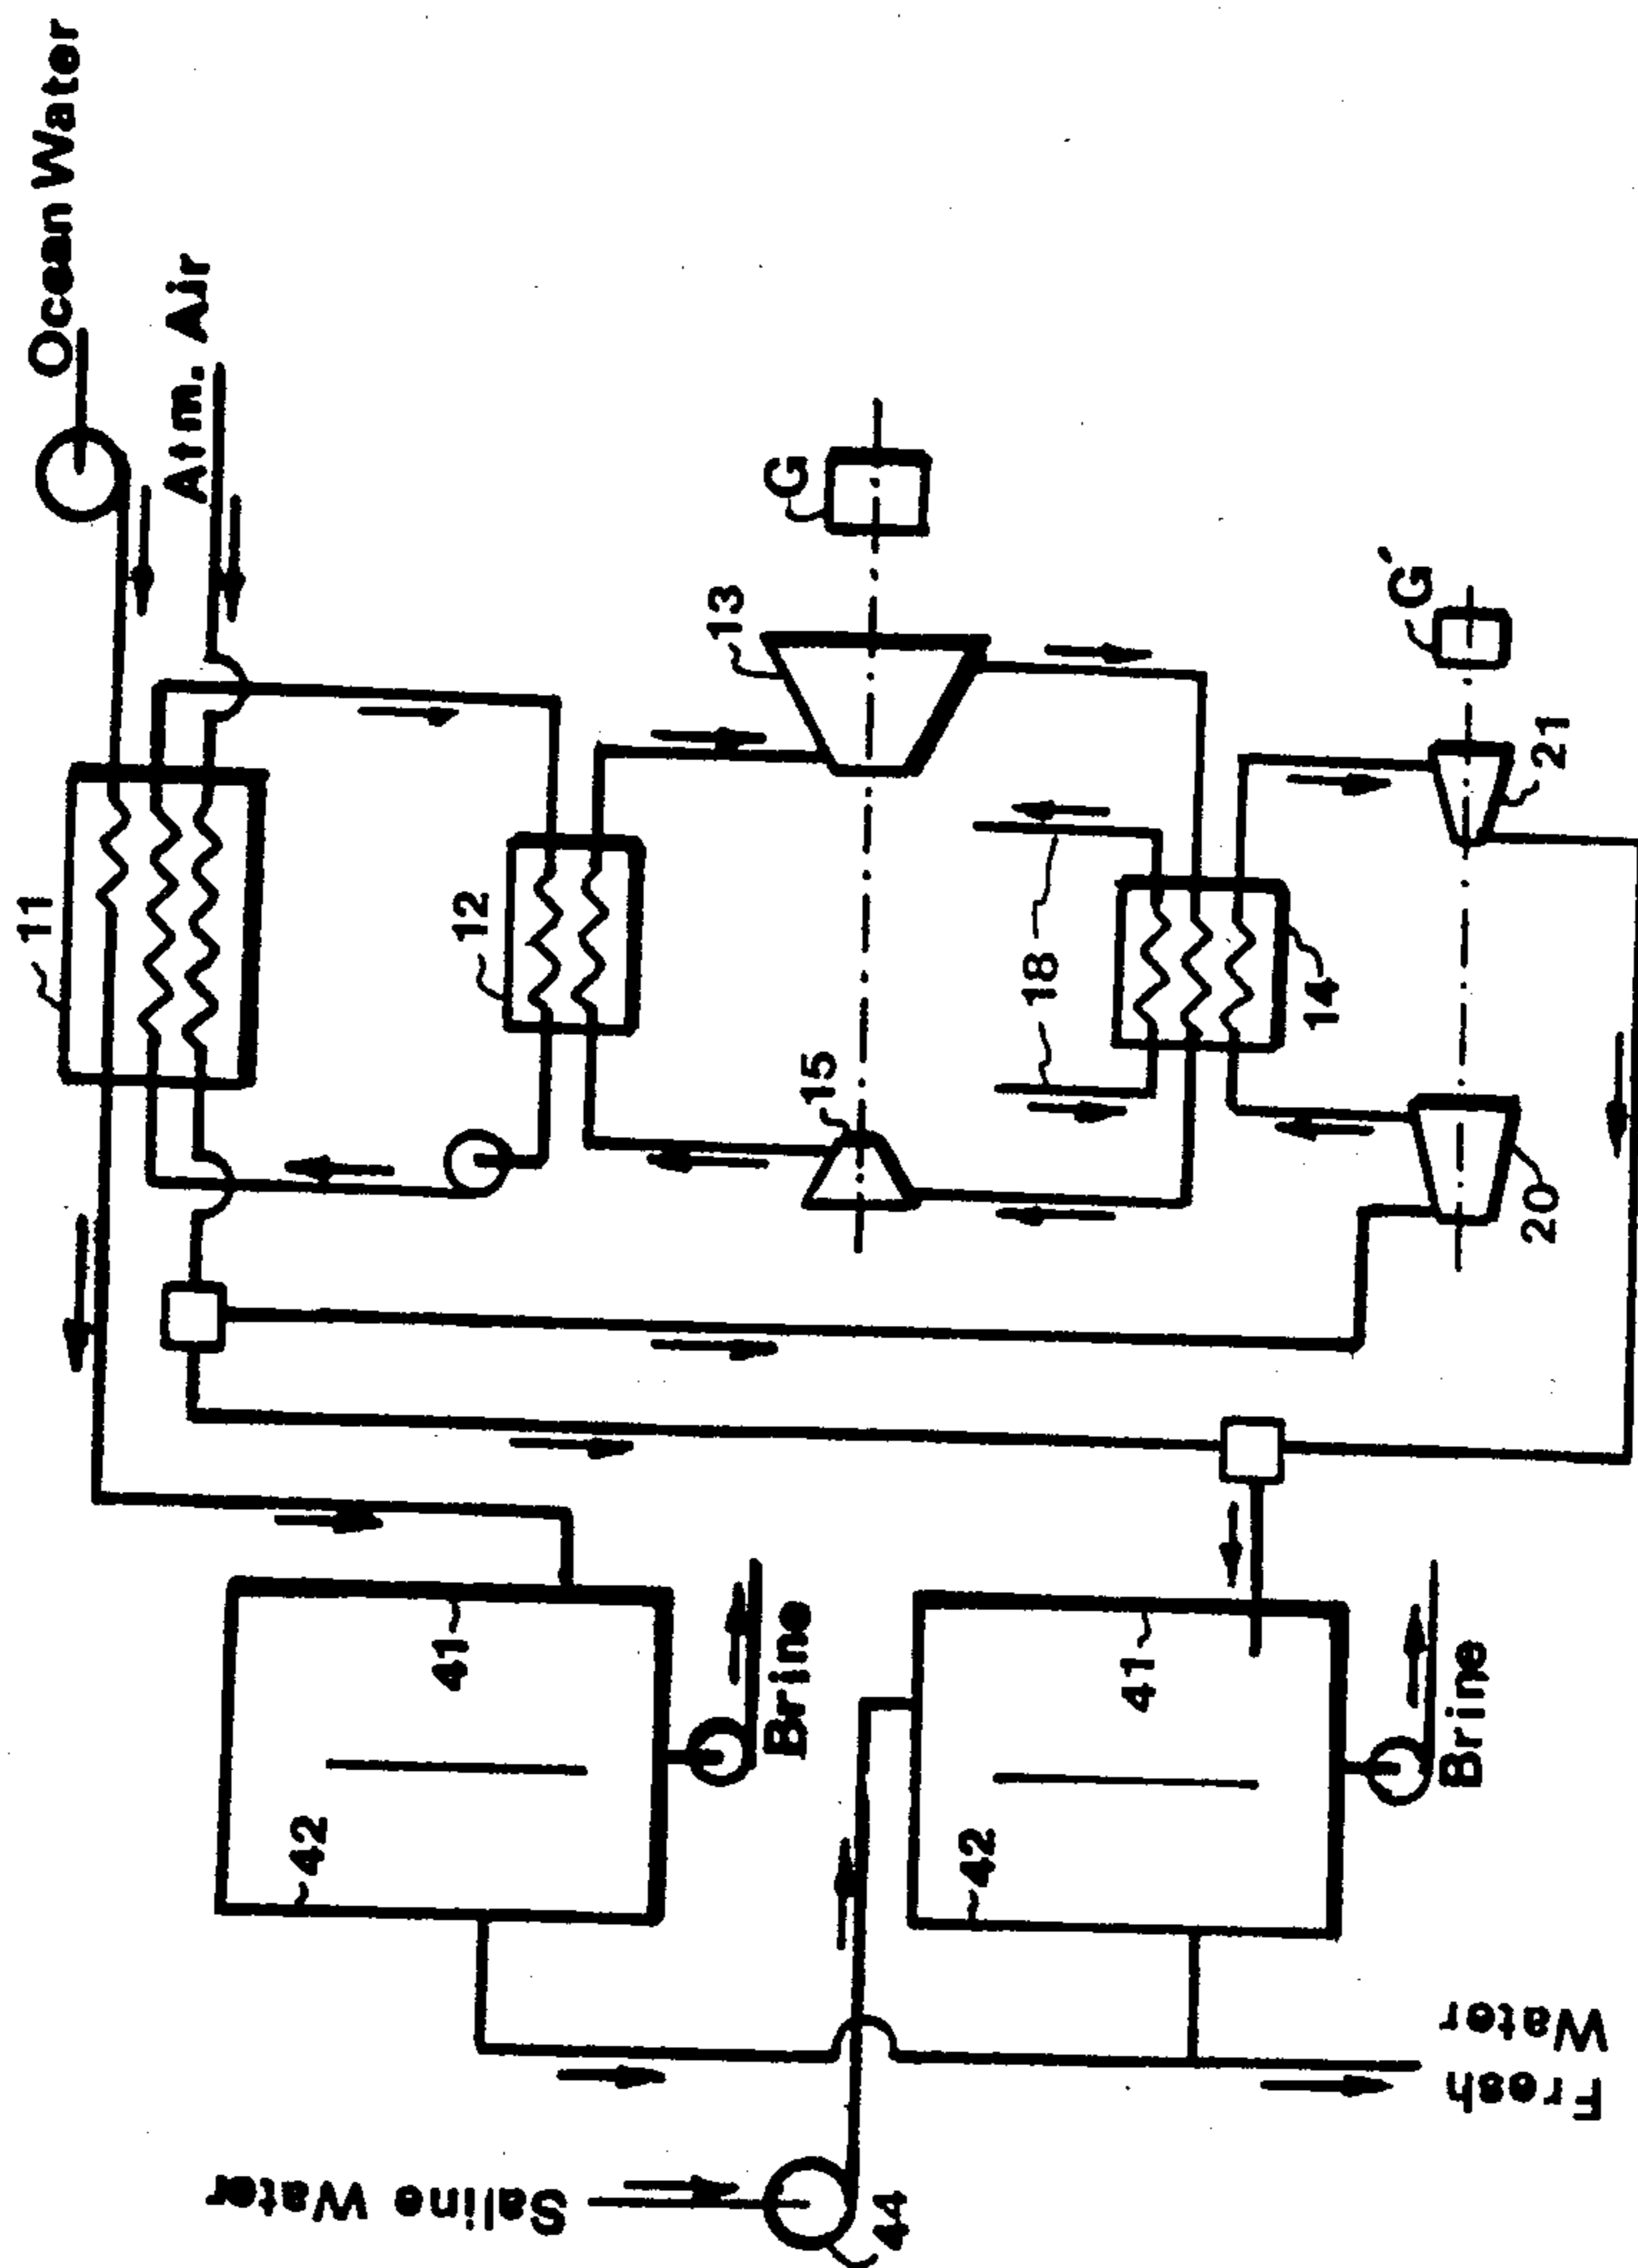 Ocean Water
Atm. Air
11
12
13
G
15
18
14
G'
21
20
41
42
Brine
41
42
Brine
Saline Water
44
Fresh
Water